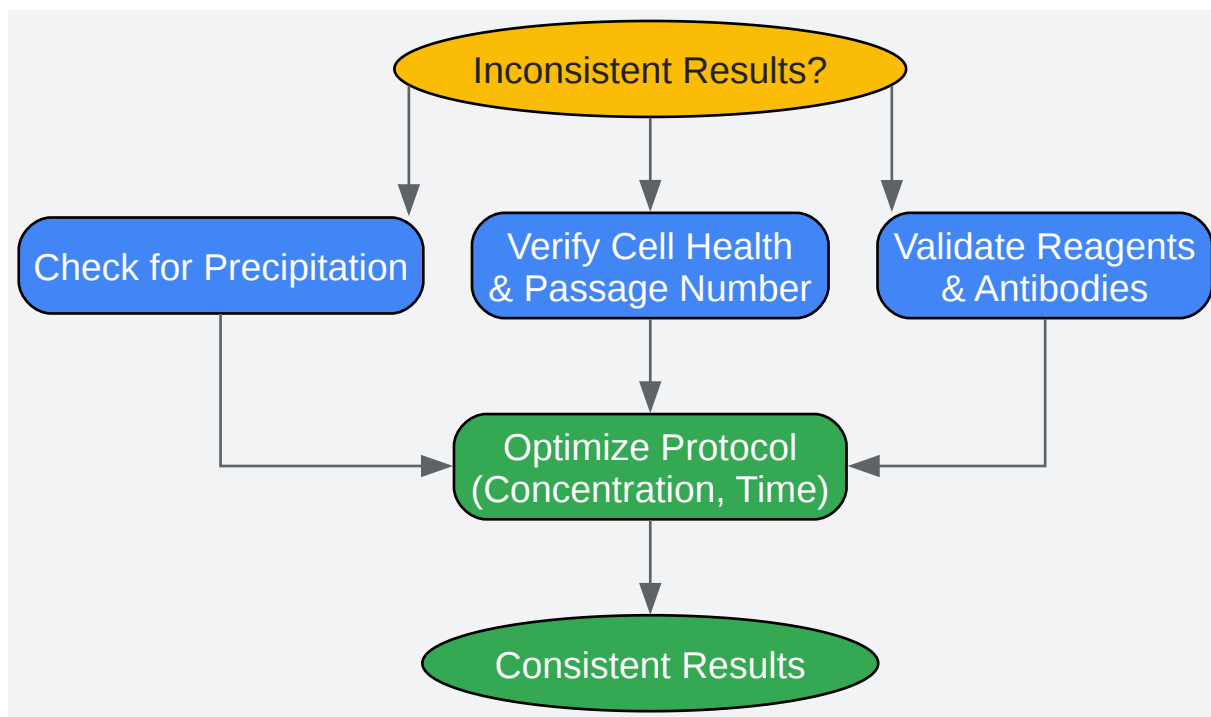 Inconsistent Results?
Check for Precipitation
Verify Cell Health
& Passage Number
Validate Reagents
& Antibodies
Optimize Protocol
(Concentration, Time)
Consistent Results